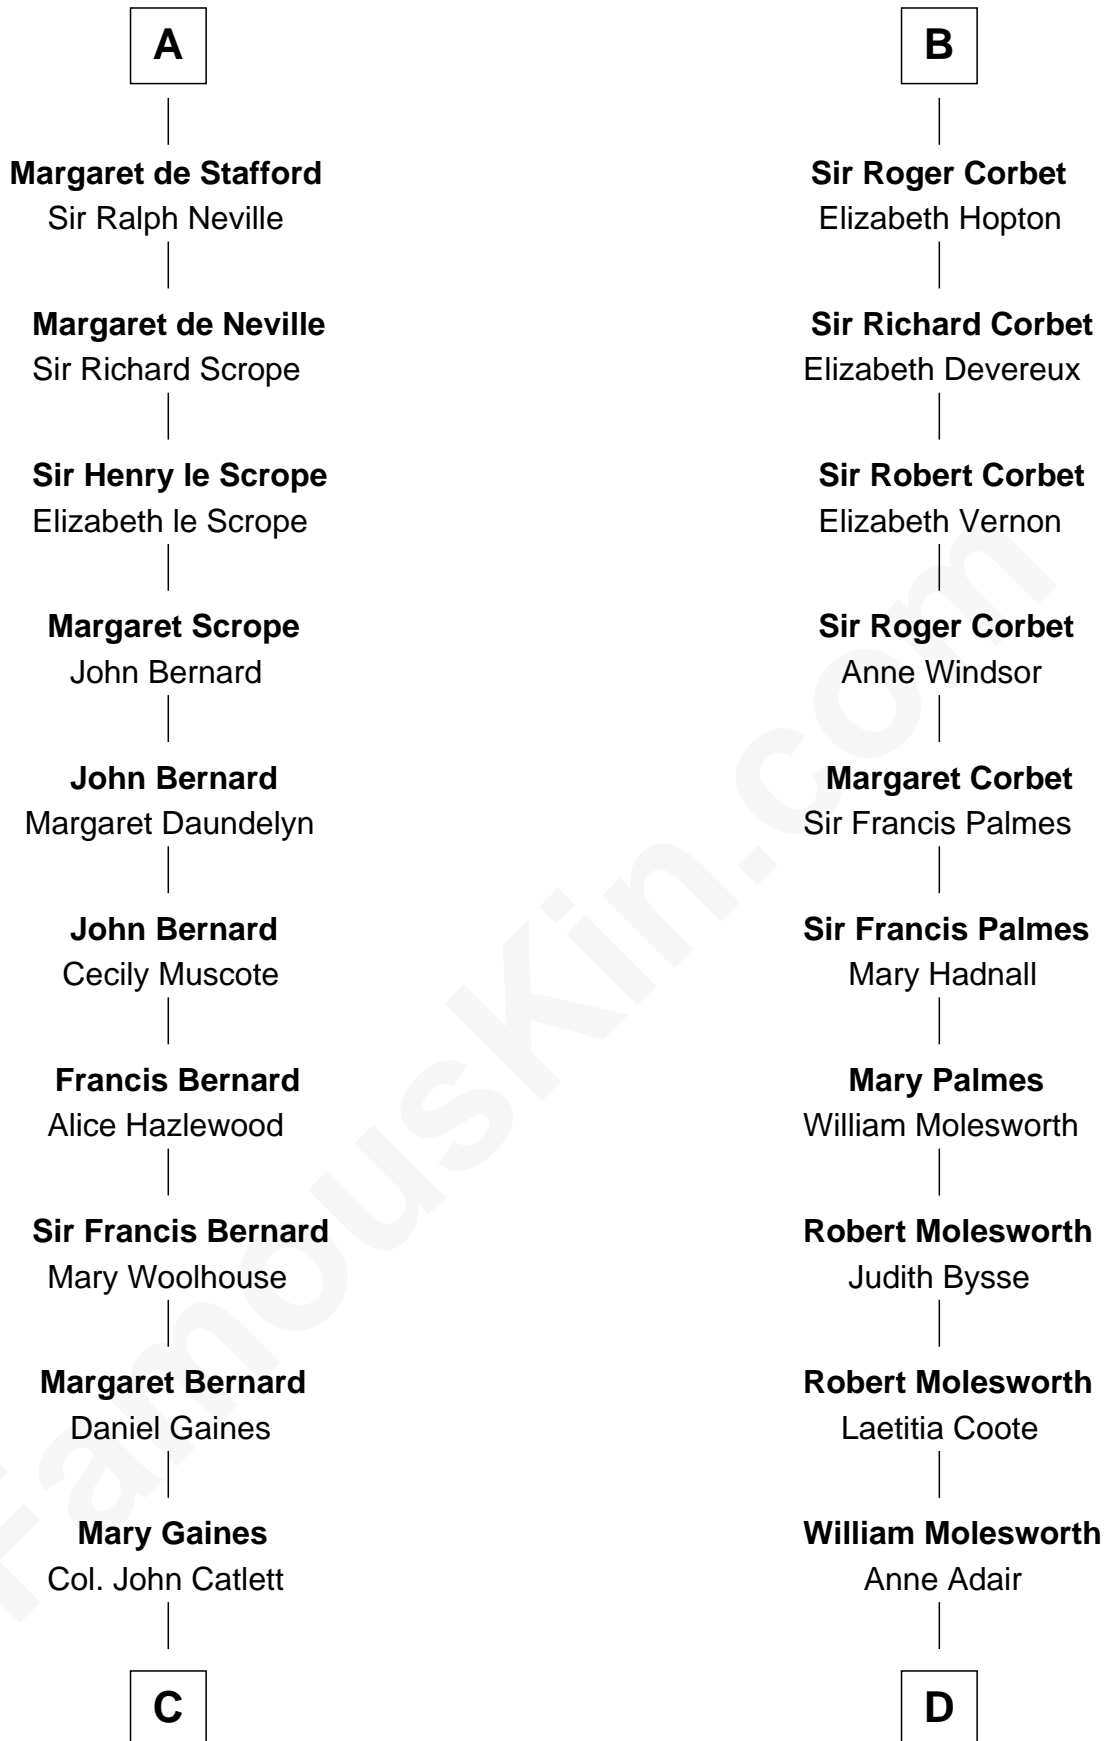 A
Margaret de Stafford
Sir Ralph Neville
Margaret de Neville
Sir Richard Scrope
Sir Henry le Scrope
Elizabeth le Scrope
Margaret Scrope
John Bernard
John Bernard
Margaret Daundelyn
John Bernard
Cecily Muscote
Francis Bernard
Alice Hazlewood
Sir Francis Bernard
Mary Woolhouse
Margaret Bernard
Daniel Gaines
Mary Gaines
Col. John Catlett
C
B
Sir Roger Corbet
Elizabeth Hopton
Sir Richard Corbet
Elizabeth Devereux
Sir Robert Corbet
Elizabeth Vernon
Sir Roger Corbet
Anne Windsor
Margaret Corbet
Sir Francis Palmes
Sir Francis Palmes
Mary Hadnall
Mary Palmes
William Molesworth
Robert Molesworth
Judith Bysse
Robert Molesworth
Laetitia Coote
William Molesworth
Anne Adair
D
FamousKin.com